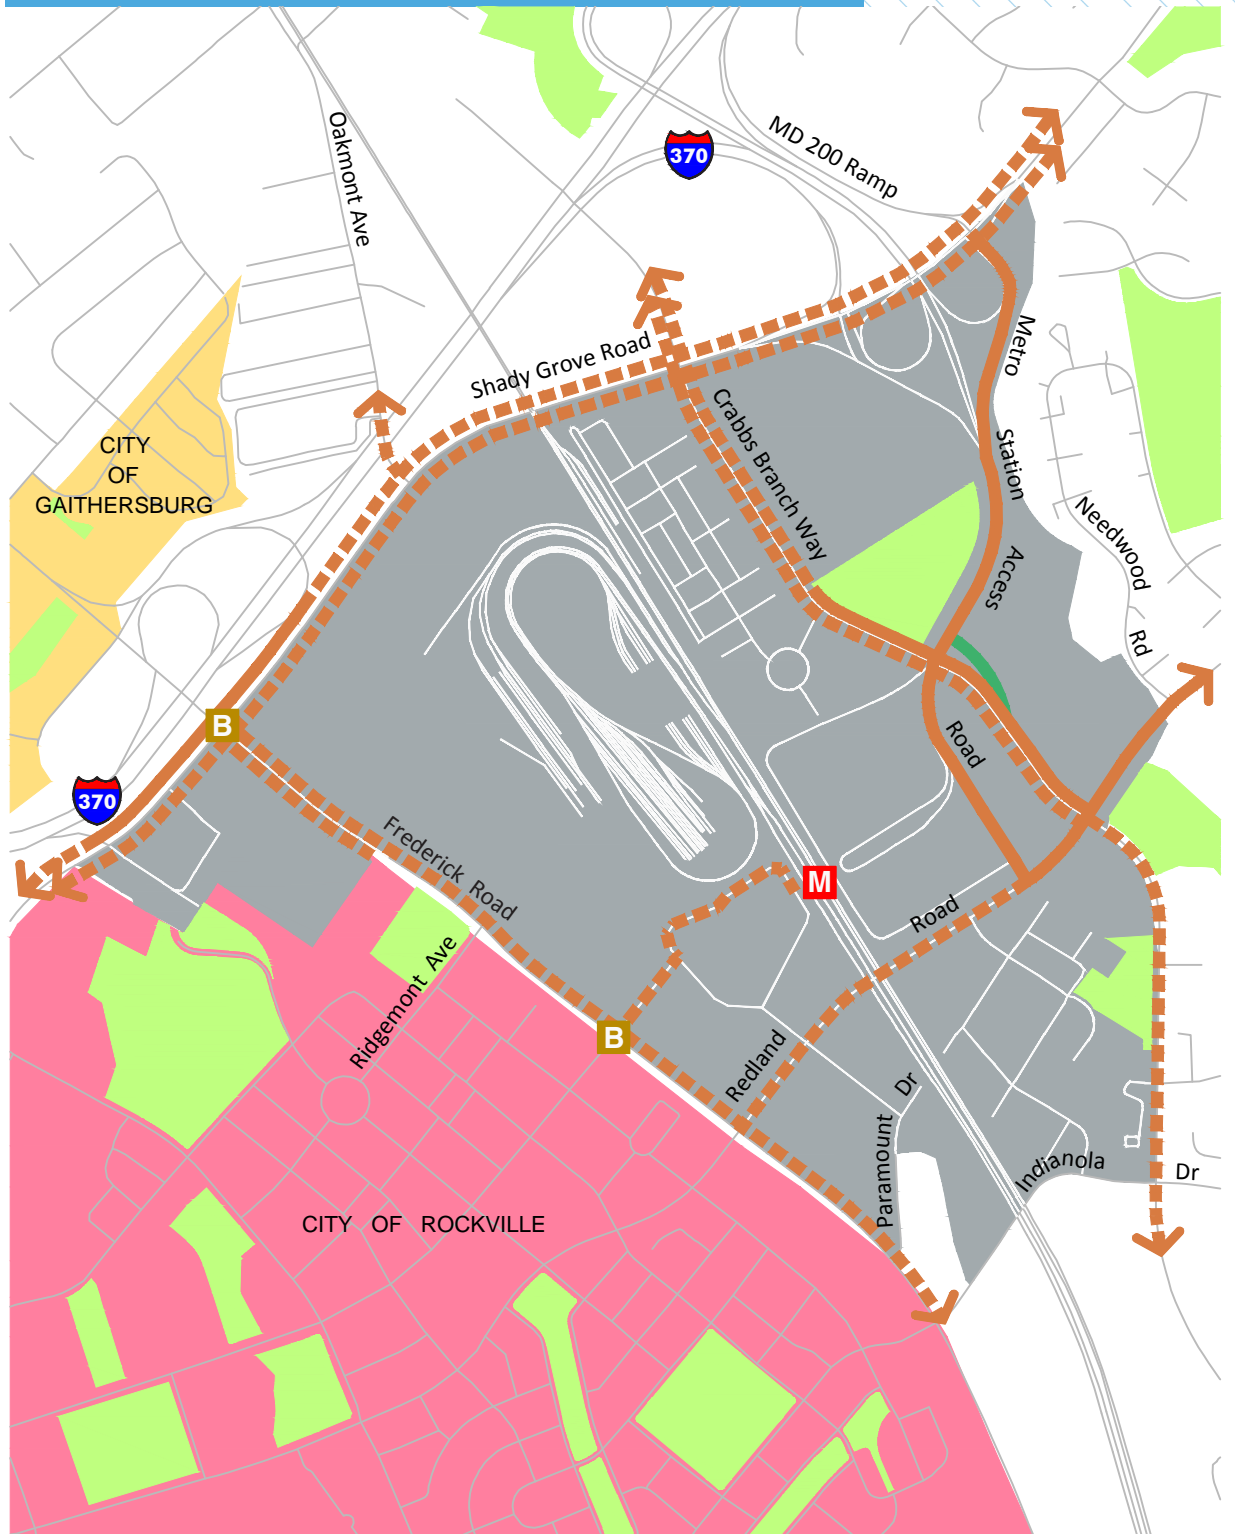 MD 200 Ramp
370
Oakmont Ave
Shady Grove Road
Metro
Station
Access
Road
Crabbs Branch Way
Needwood
Rd
CITY
OF
GAITHERSBURG
B
370
Frederick Road
M
Road
Redland
Ridgemont Ave
B
Dr
Paramount
Indianola
Dr
CITY OF ROCKVILLE